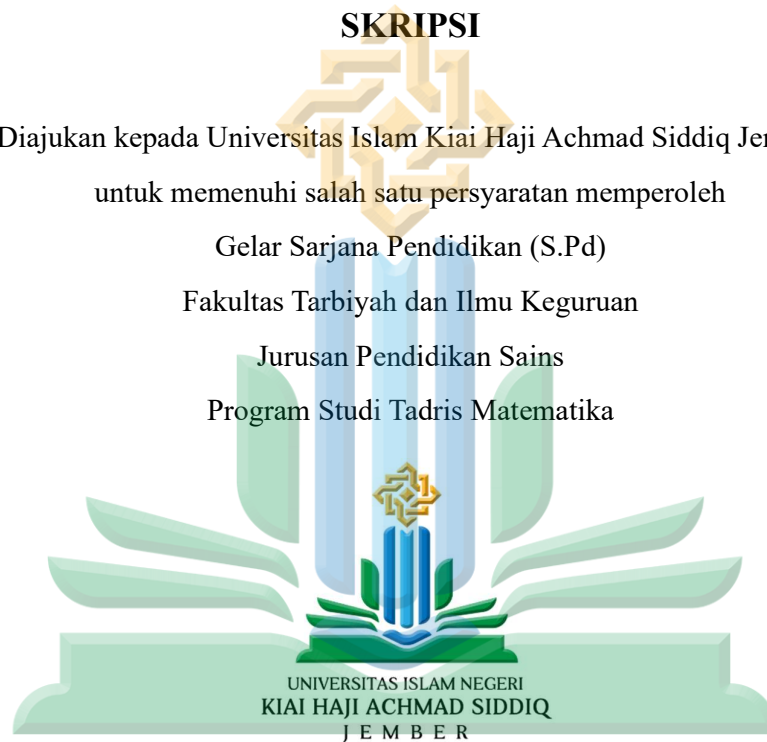 SKRIPSI
Diajukan kepada Universitas Islam Kiai Haji Achmad Siddiq
untuk memenuhi salah satu persyaratan memperoleh
Gelar Sarjana Pendidikan (S.Pd)
Fakultas Tarbiyah dan Ilmu Keguruan
Jurusan Pendidikan Sains
Program Studi Tadris Matematika
UNIVERSITAS ISLAM NEGERI
KIAI HAJI ACHMAD SIDDIQ
JEMBER